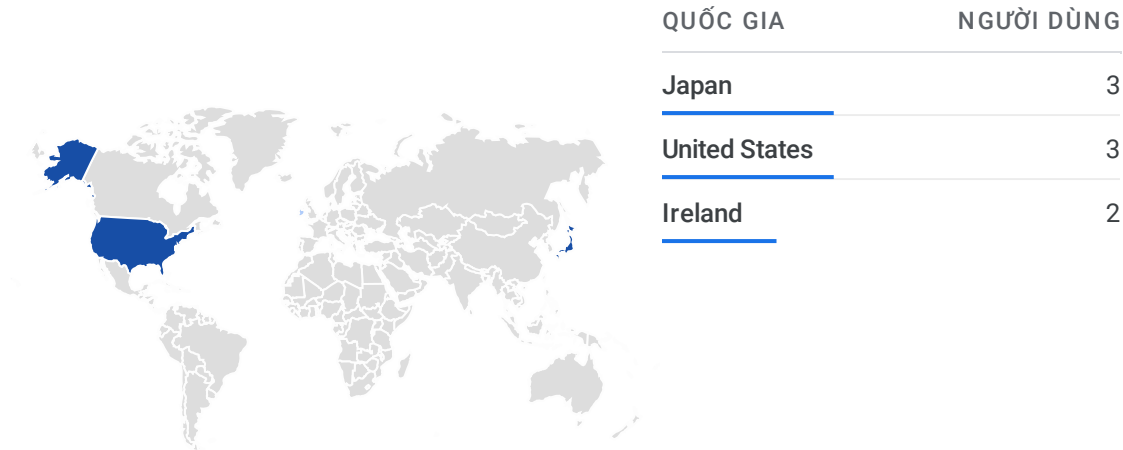 QUỐC GIA NGƯỜI DÙNG
Japan 3
United States 3
Ireland 2